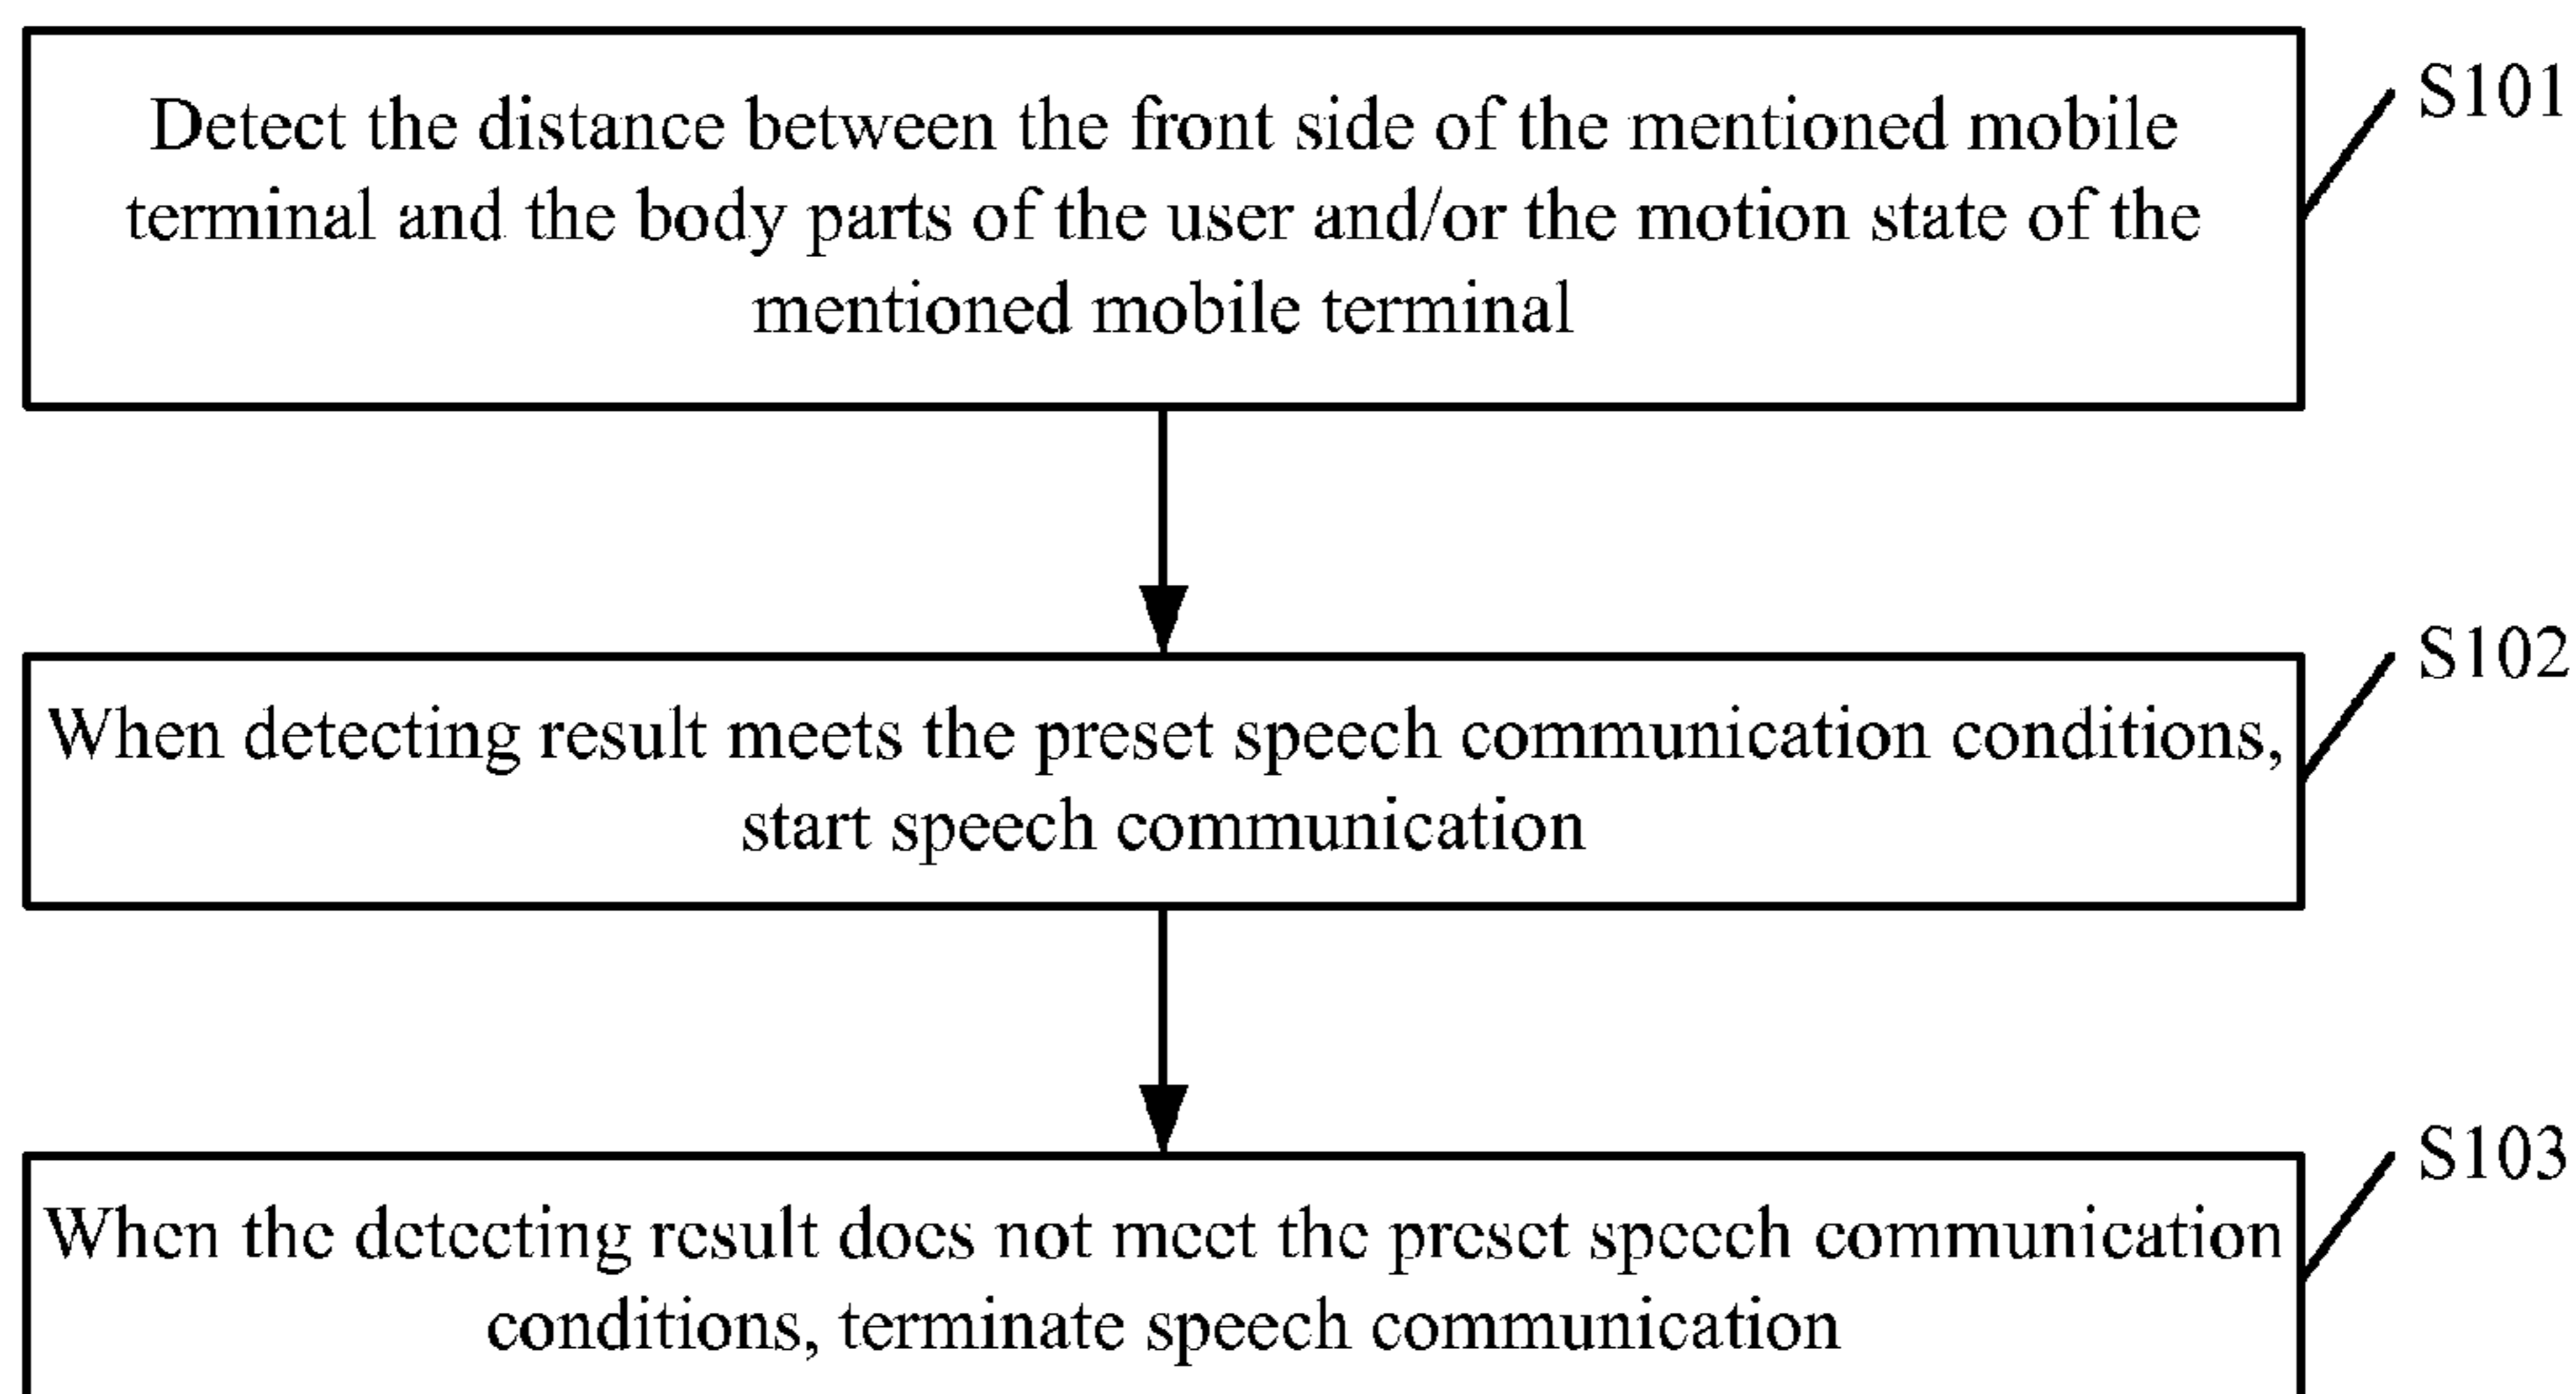 Detect the distance between the front side of the mentioned mobile
terminal and the body parts of the user and/or the motion state of the
mentioned mobile terminal
S101
When detecting result meets the preset speech communication conditions,
start speech communication
S102
When the detecting result does not meet the preset speech communication
conditions, terminate speech communication
S103